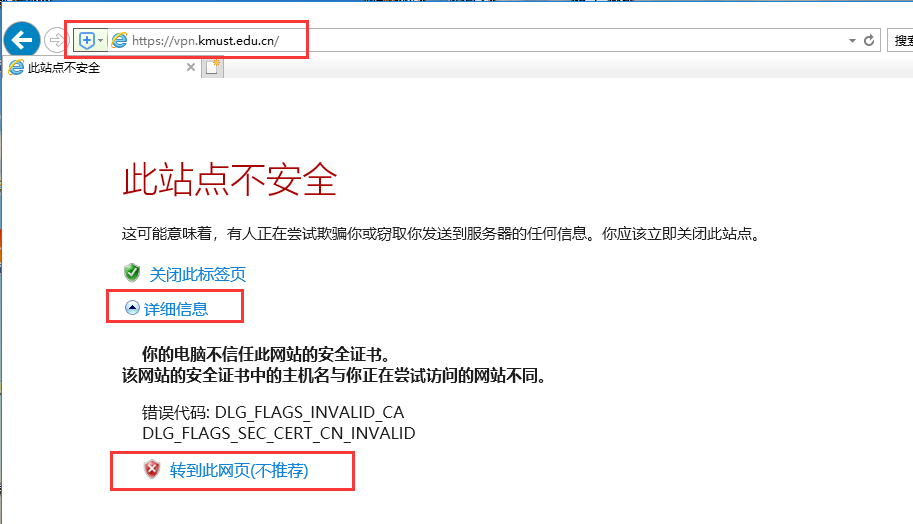 https://vpn.kmust.edu.cn/
搜索
此站点不安全
此站点不安全
这可能意味着，有人正在尝试欺骗你或窃取你发送到服务器的任何信息。你应该立即关闭此站点。
关闭此标签页
详细信息
你的电脑不信任此网站的安全证书。
该网站的安全证书中的主机名与你正在尝试访问的网站不同。
错误代码: DLG_FLAGS_INVALID_CA
DLG_FLAGS_SEC_CERT_CN_INVALID
转到此网页(不推荐)